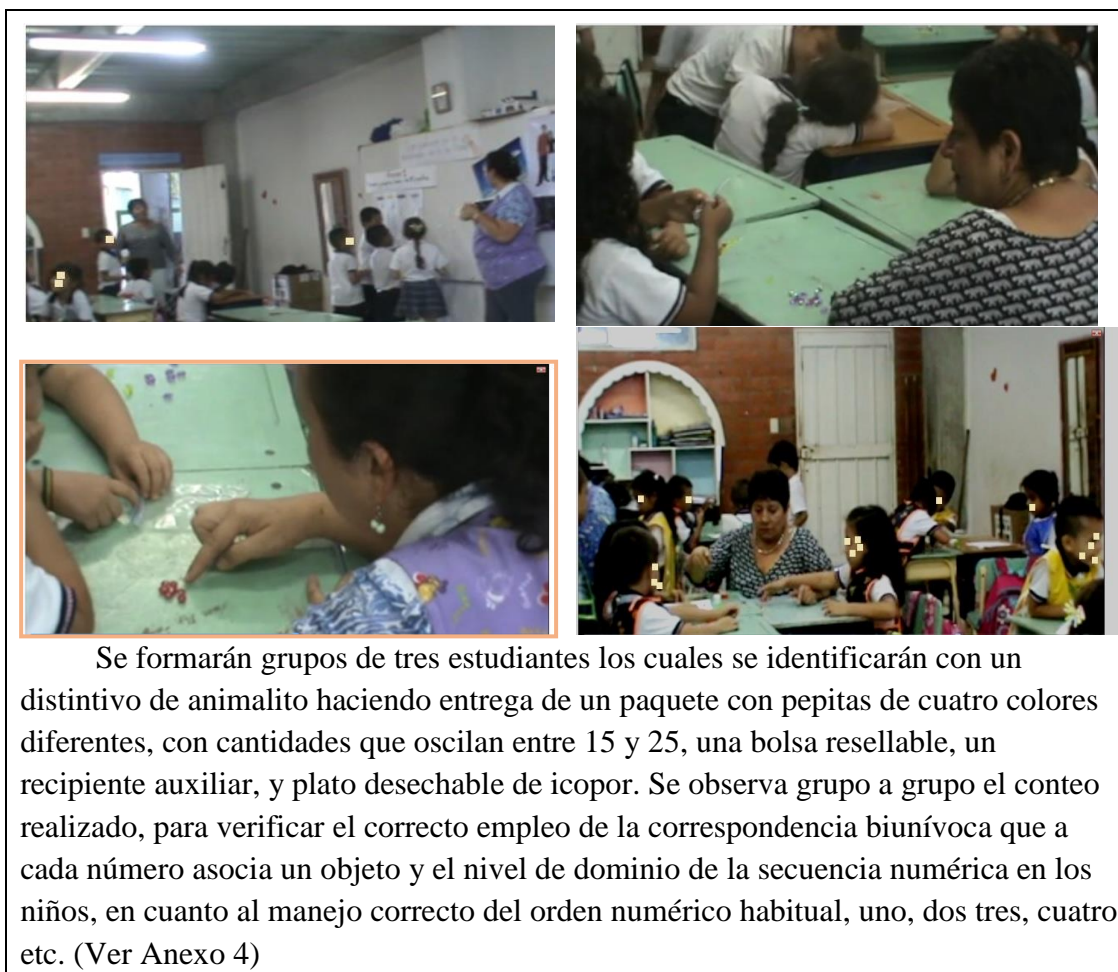 Se formarán grupos de tres estudiantes los cuales se identificarán con un
distintivo de animalito haciendo entrega de un paquete con pepitas de cuatro colores
diferentes, con cantidades que oscilan entre 15 y 25, una bolsa resellable, un
recipiente auxiliar, y plato desechable de icopor. Se observa grupo a grupo el conteo
realizado, para verificar el correcto empleo de la correspondencia biunívoca que a
cada número asocia un objeto y el nivel de dominio de la secuencia numérica en los
niños, en cuanto al manejo correcto del orden numérico habitual, uno, dos tres, cuatro
etc. (Ver Anexo 4)